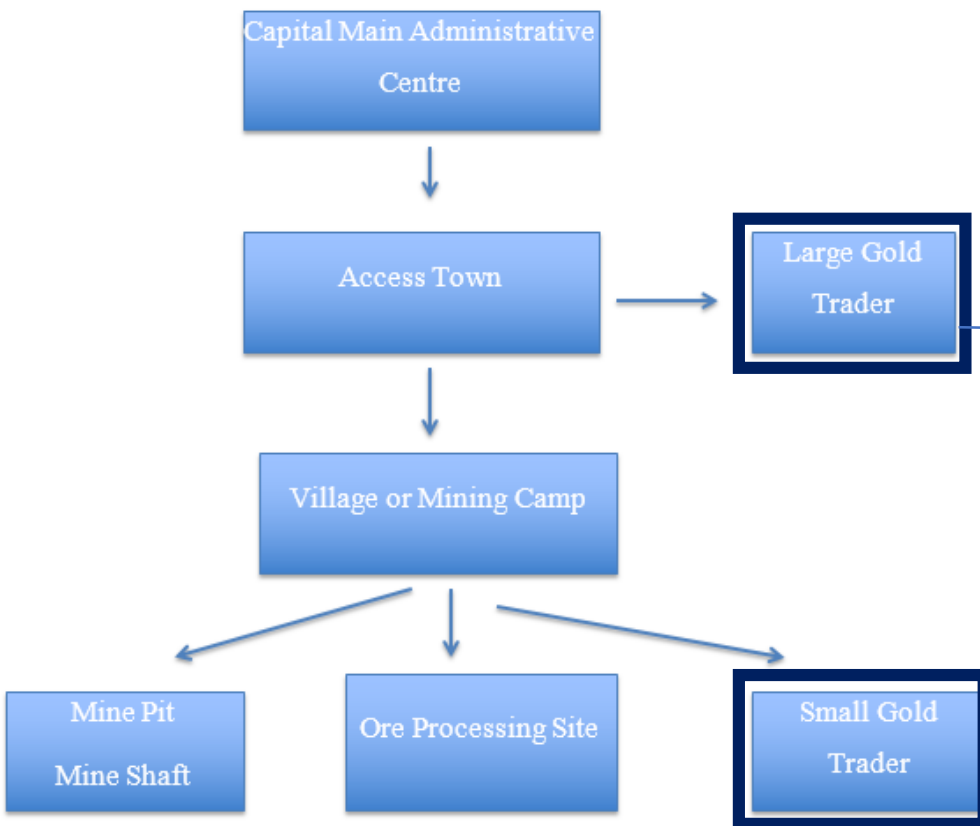 Capital Main Administrative
Centre
Access Town
Large Gold
Trader
Village or Mining Camp
Mine Pit
Mine Shaft
Ore Processing Site
Small Gold
Trader